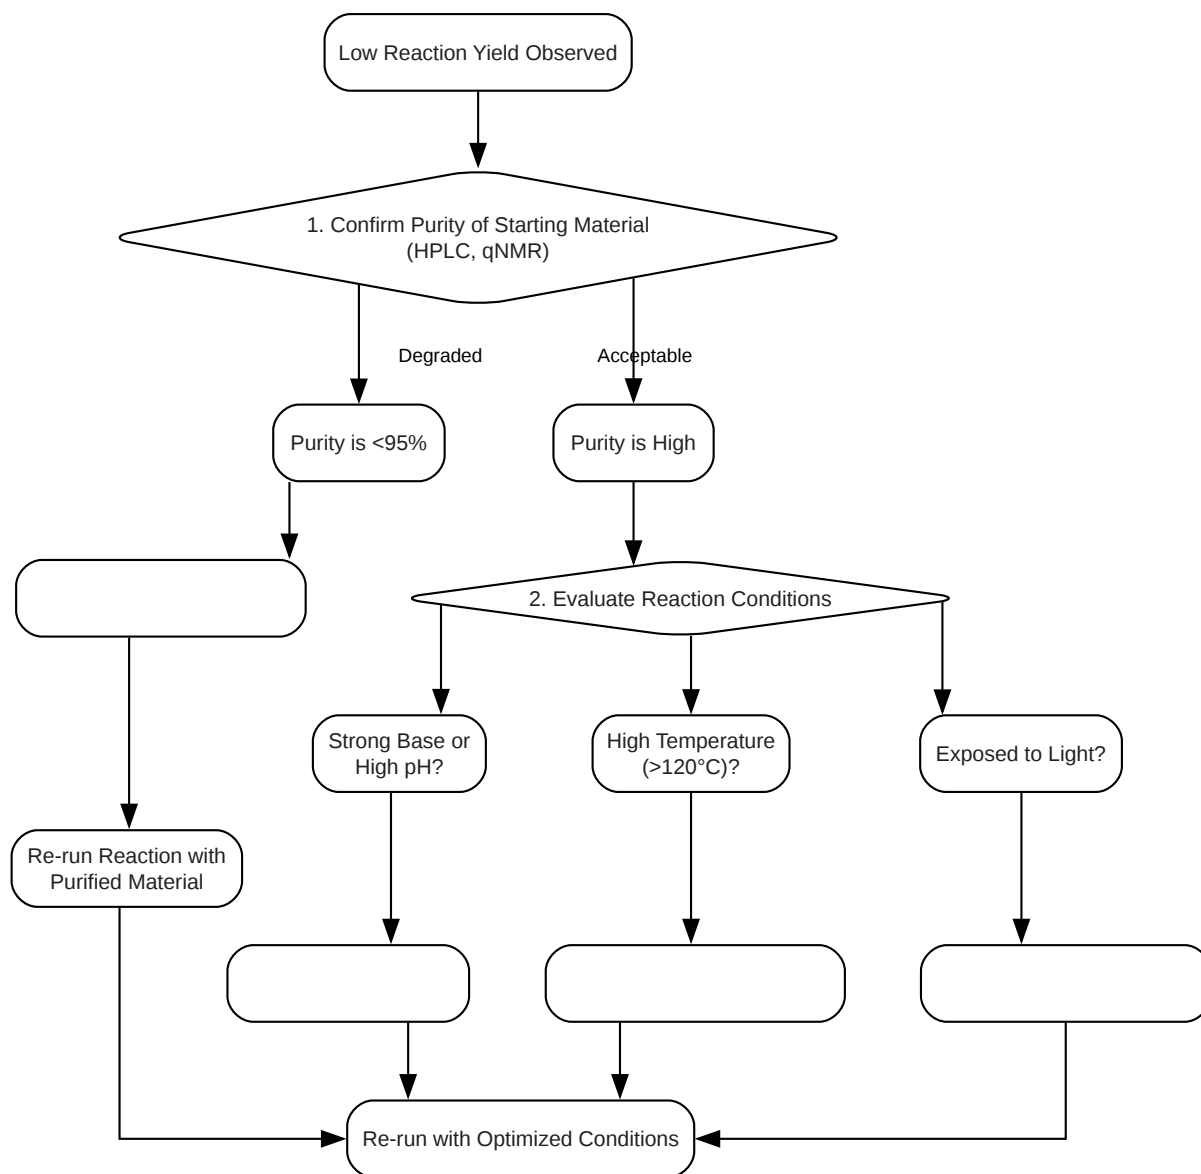 Low Reaction Yield Observed
1. Confirm Purity of Starting Material
(HPLC, qNMR)
Degraded
Acceptable
Purity is <95%
Purity is High
2. Evaluate Reaction Conditions
Strong Base or
High pH?
High Temperature
(>120°C)?
Exposed to Light?
Re-run Reaction with
Purified Material
Re-run with Optimized Conditions